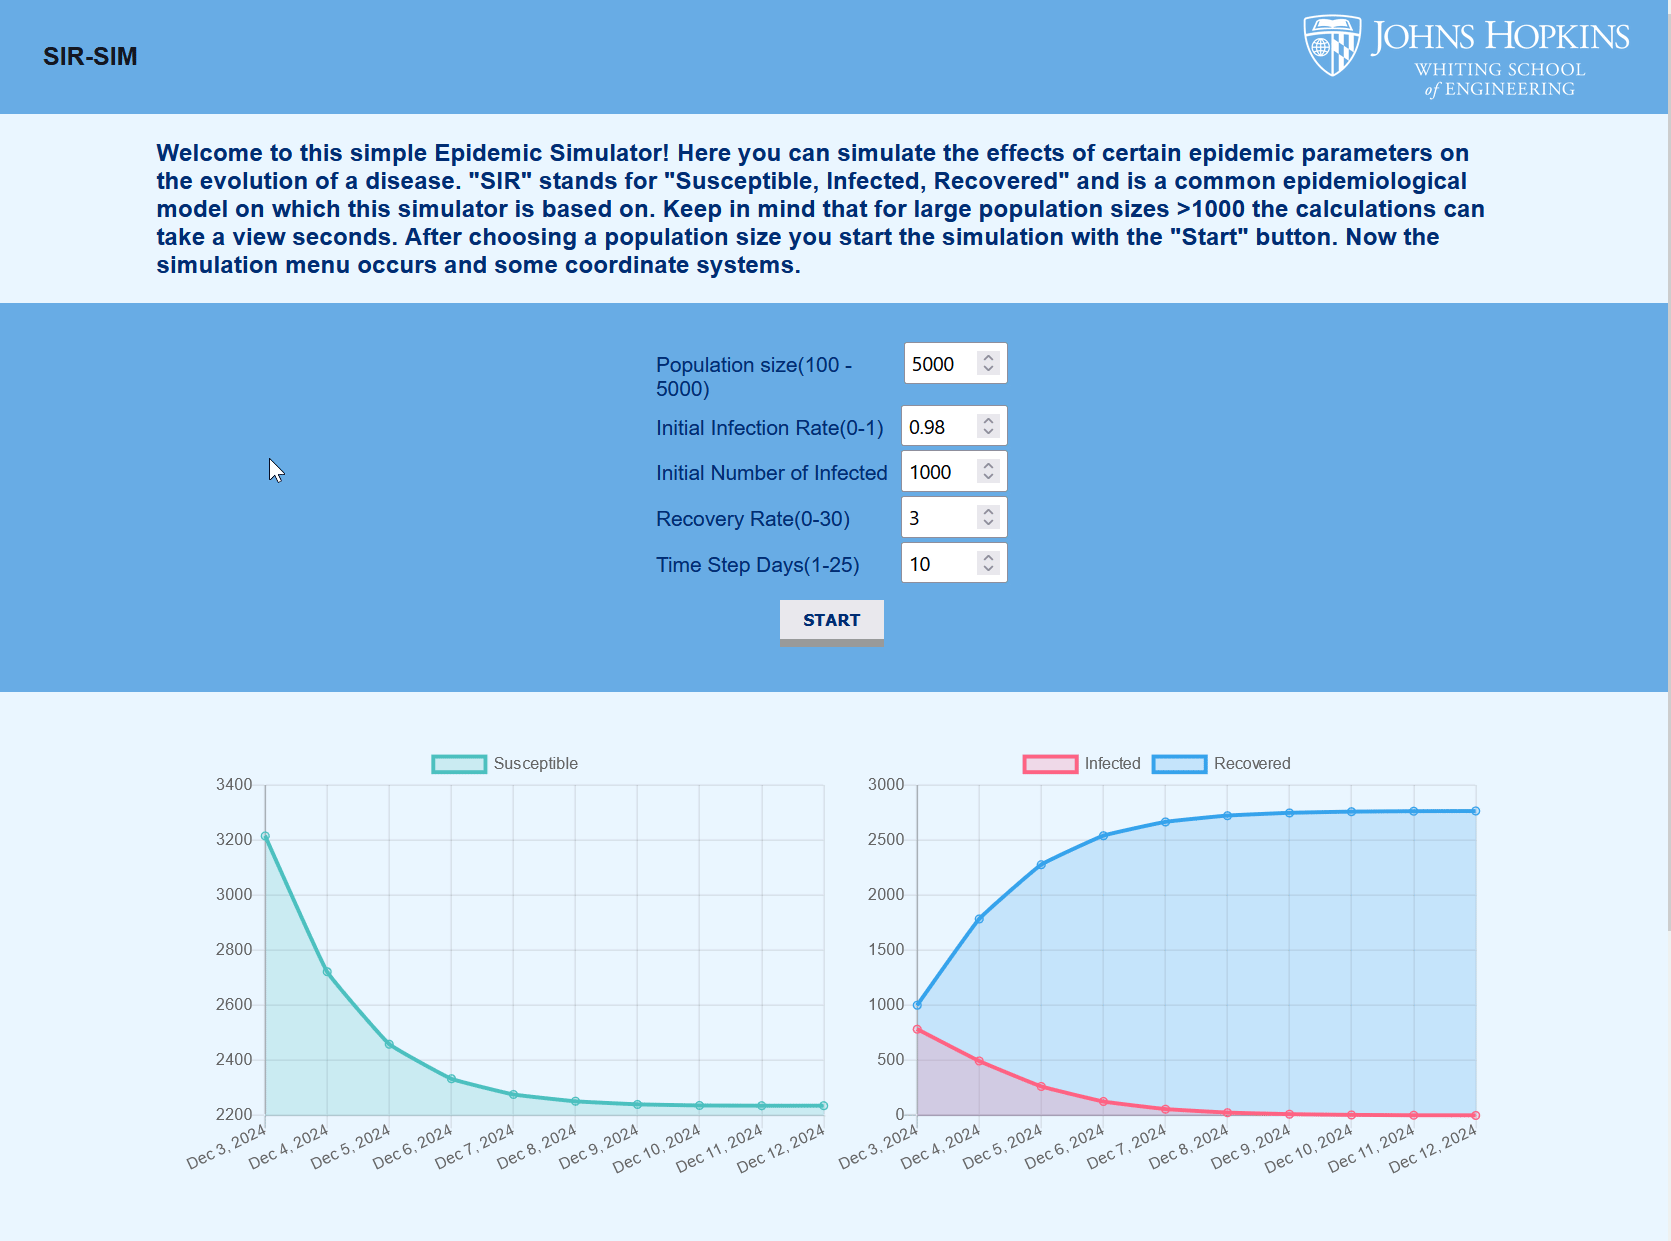 SIR-SIM
JOHNS HOPKINS
WHITING SCHOOL
of ENGINEERING
Welcome to this simple Epidemic Simulator! Here you can simulate the effects of certain epidemic parameters on
the evolution of a disease. "SIR" stands for "Susceptible, Infected, Recovered" and is a common epidemiological
model on which this simulator is based on. Keep in mind that for large population sizes >1000 the calculations can
take a view seconds. After choosing a population size you start the simulation with the "Start" button. Now the
simulation menu occurs and some coordinate systems.
Population size(100 -
5000)
5000
Initial Infection Rate(0-1)
0.98
Initial Number of Infected
1000
Recovery Rate(0-30)
3
Time Step Days(1-25)
10
START
Susceptible
3400
3200
3000
2800
2600
2400
2200
Dec 3, 2024
Dec 4, 2024
Dec 5, 2024
Dec 6, 2024
Dec 7, 2024
Dec 8, 2024
Dec 9, 2024
Dec 10, 2024
Dec 11, 2024
Dec 12, 2024
Infected
Recovered
3000
2500
2000
1500
1000
500
0
Dec 3, 2024
Dec 4, 2024
Dec 5, 2024
Dec 6, 2024
Dec 7, 2024
Dec 8, 2024
Dec 9, 2024
Dec 10, 2024
Dec 11, 2024
Dec 12, 2024